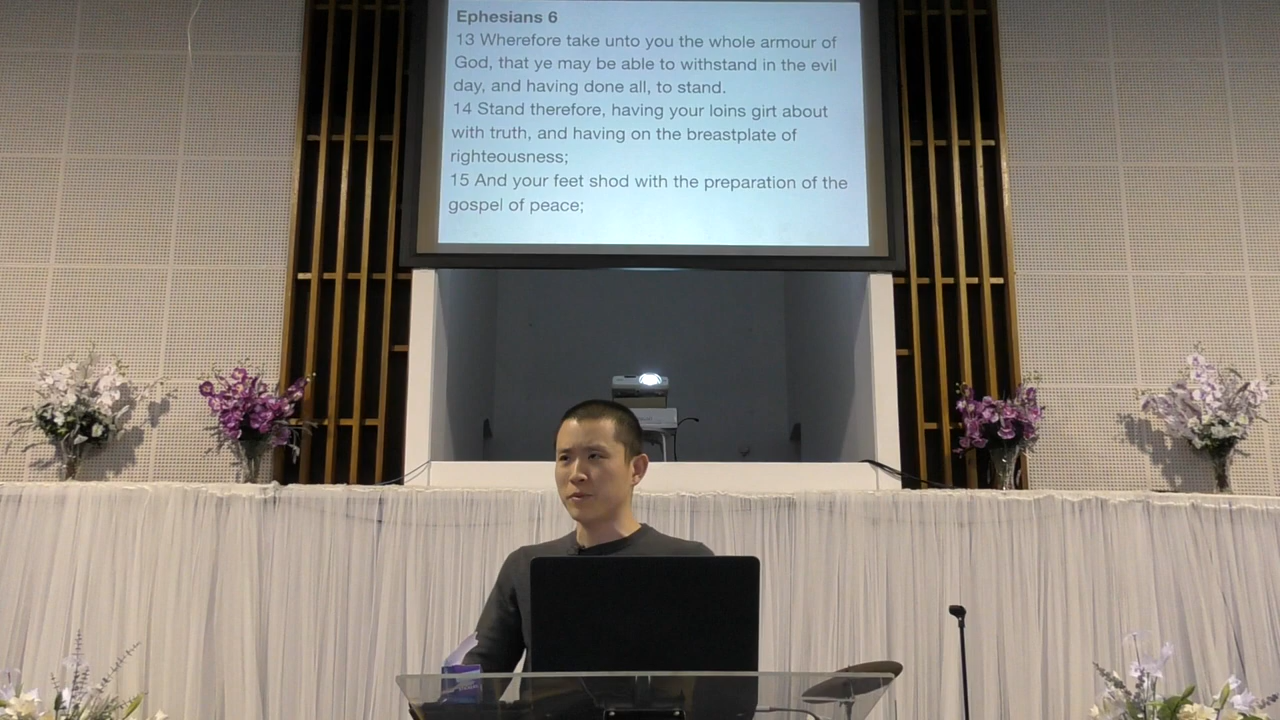 Ephesians 6
13 Wherefore take unto you the whole armour of
God, that ye may be able to withstand in the evil
day, and having done all, to stand.
14 Stand therefore, having your loins girt about
with truth, and having on the breastplate of
righteousness;
15 And your feet shod with the preparation of the
gospel of peace;